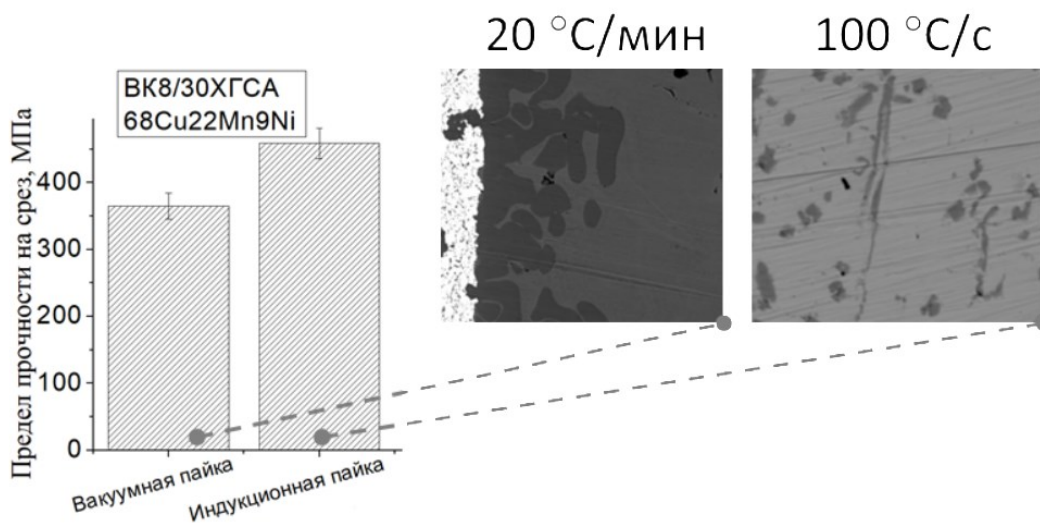 20 °C/мин
100 °C/с
ВК8/30ХГСА
68Cu22Mn9Ni
Предел прочности на срез, МПа
400
300
200
100
0
Вакуумная пайка
Индукционная пайка